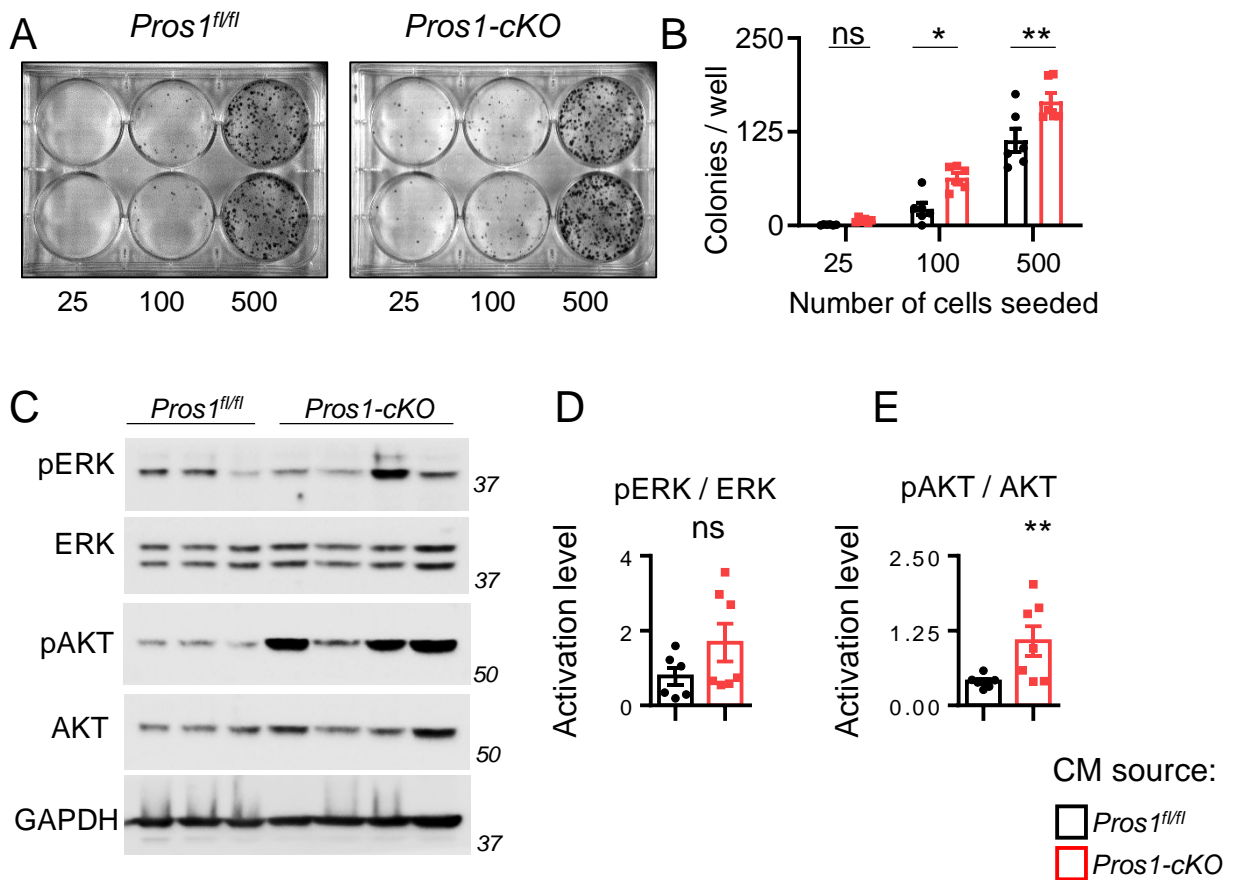 A
Pros1fl/fl
Pros1-cKO
25 100 500
25 100 500
B
250
125
0
ns
*
**
Colonies / well
25 100 500
Number of cells seeded
C
Pros1fl/fl
Pros1-cKO
pERK
37
ERK
37
pAKT
50
AKT
50
GAPDH
37
D
pERK / ERK
ns
Activation level
4
2
0
E
pAKT / AKT
**
Activation level
2.50
1.25
0.00
CM source:
Pros1fl/fl
Pros1-cKO